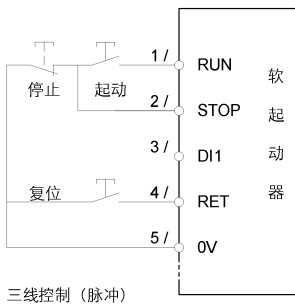 1 /
RUN
停止
起动
2 /
STOP
软起动器
3 /
DI1
复位
4 /
RET
5 /
0V
三线控制（脉冲）